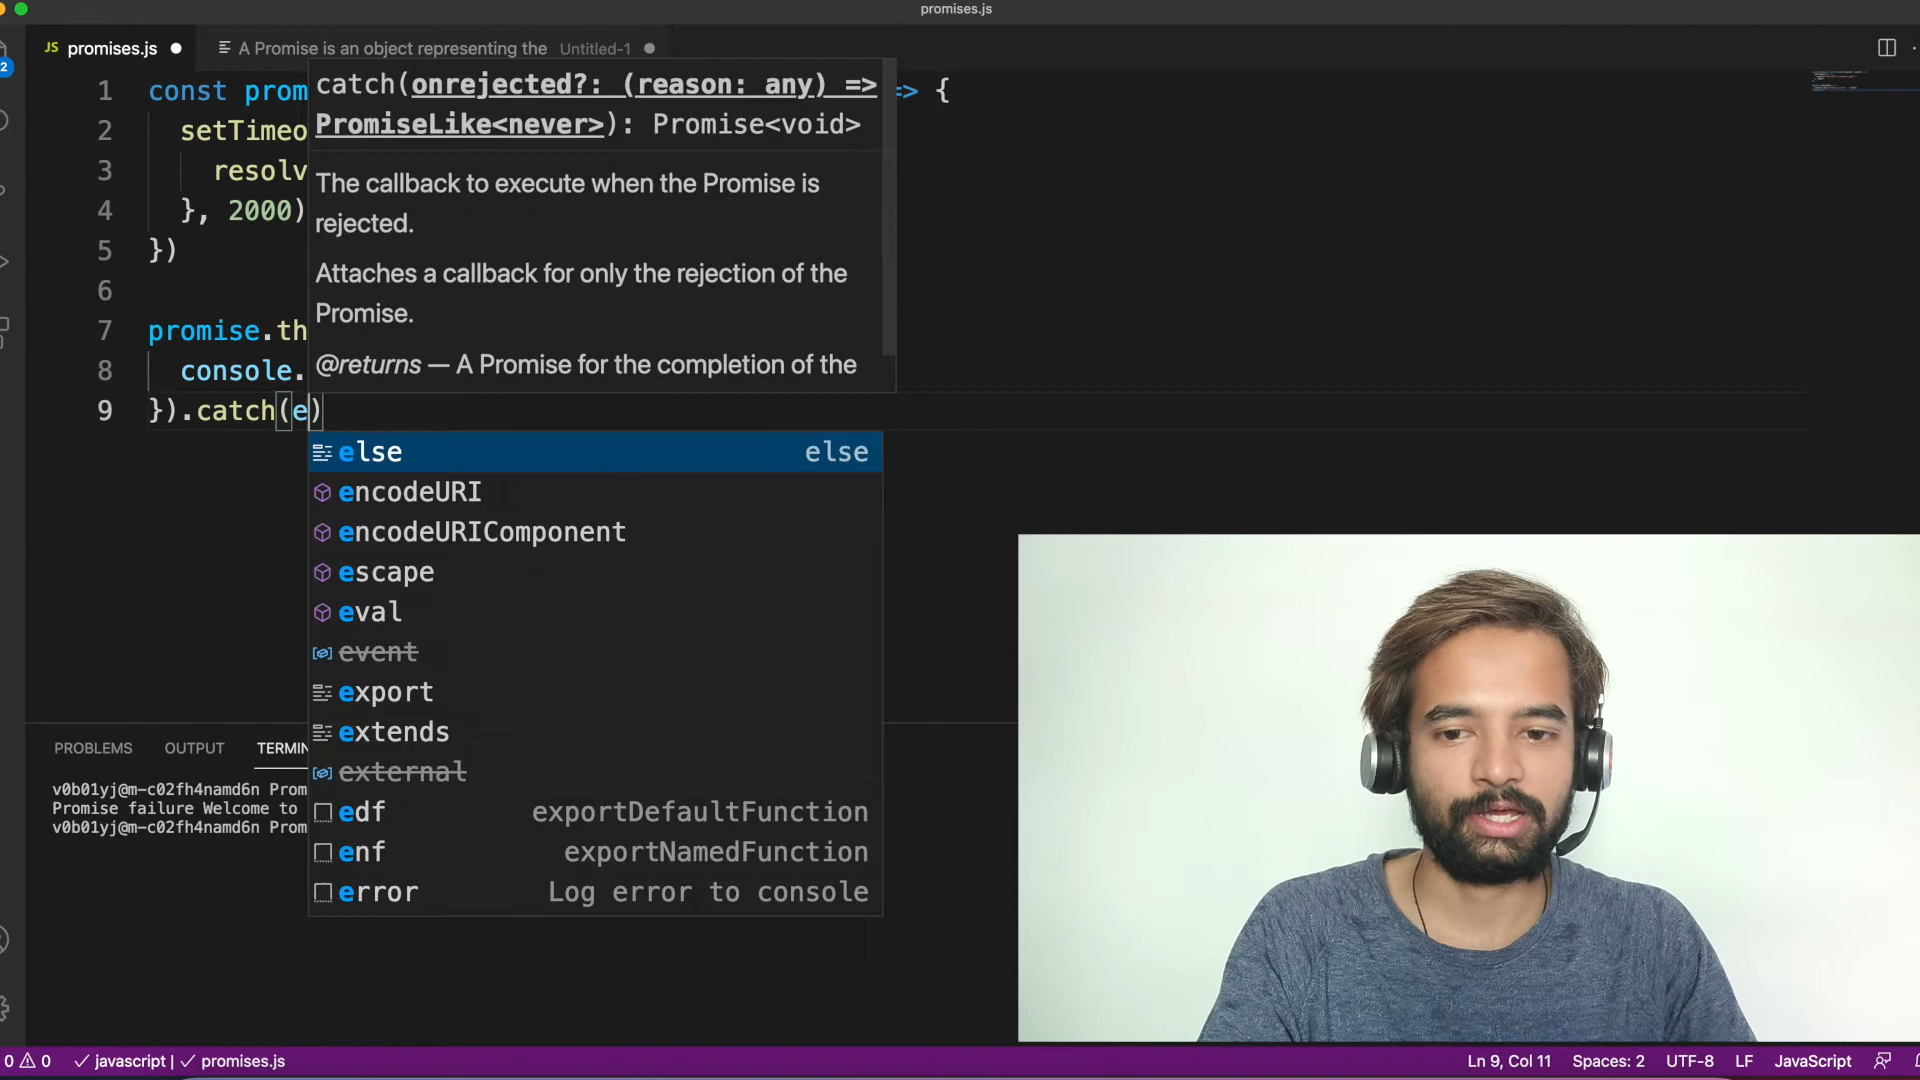 promises.js
JS promises.js
A Promise is an object representing the Untitled-1
1 const prom => {
2 setTimeo
3 resolv
4 }, 2000)
5 })
6
7 promise.th
8 console.
9 }).catch(e)
catch(onrejected?: (reason: any) =>
PromiseLike<never>): Promise<void>
The callback to execute when the Promise is
rejected.
Attaches a callback for only the rejection of the
Promise.
@returns — A Promise for the completion of the
else else
encodeURI
encodeURIComponent
escape
eval
event
export
extends
external
edf exportDefaultFunction
enf exportNamedFunction
error Log error to console
2
PROBLEMS OUTPUT TERMIN
v0b01yj@m-c02fh4namd6n Prom
Promise failure Welcome to
v0b01yj@m-c02fh4namd6n Prom
0 0 javascript | promises.js
Ln 9, Col 11 Spaces: 2 UTF-8 LF JavaScript